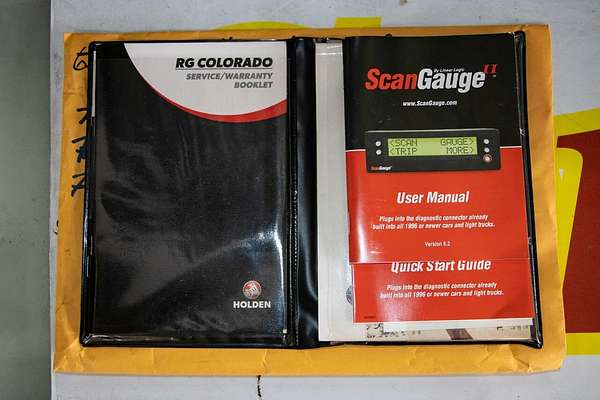 RG COLORADO
SERVICE/WARRANTY
BOOKLET
HOLDEN
By Linear Logic
ScanGauge II
www.ScanGauge.com
<SCAN GAUGE>
<TRIP MORE>
ScanGauge
User Manual
Plugs into the diagnostic connector already
built into all 1996 or newer cars and light trucks.
Version 6.2
Quick Start Guide
Plugs into the diagnostic connector already
built into all 1996 or newer cars and light trucks.